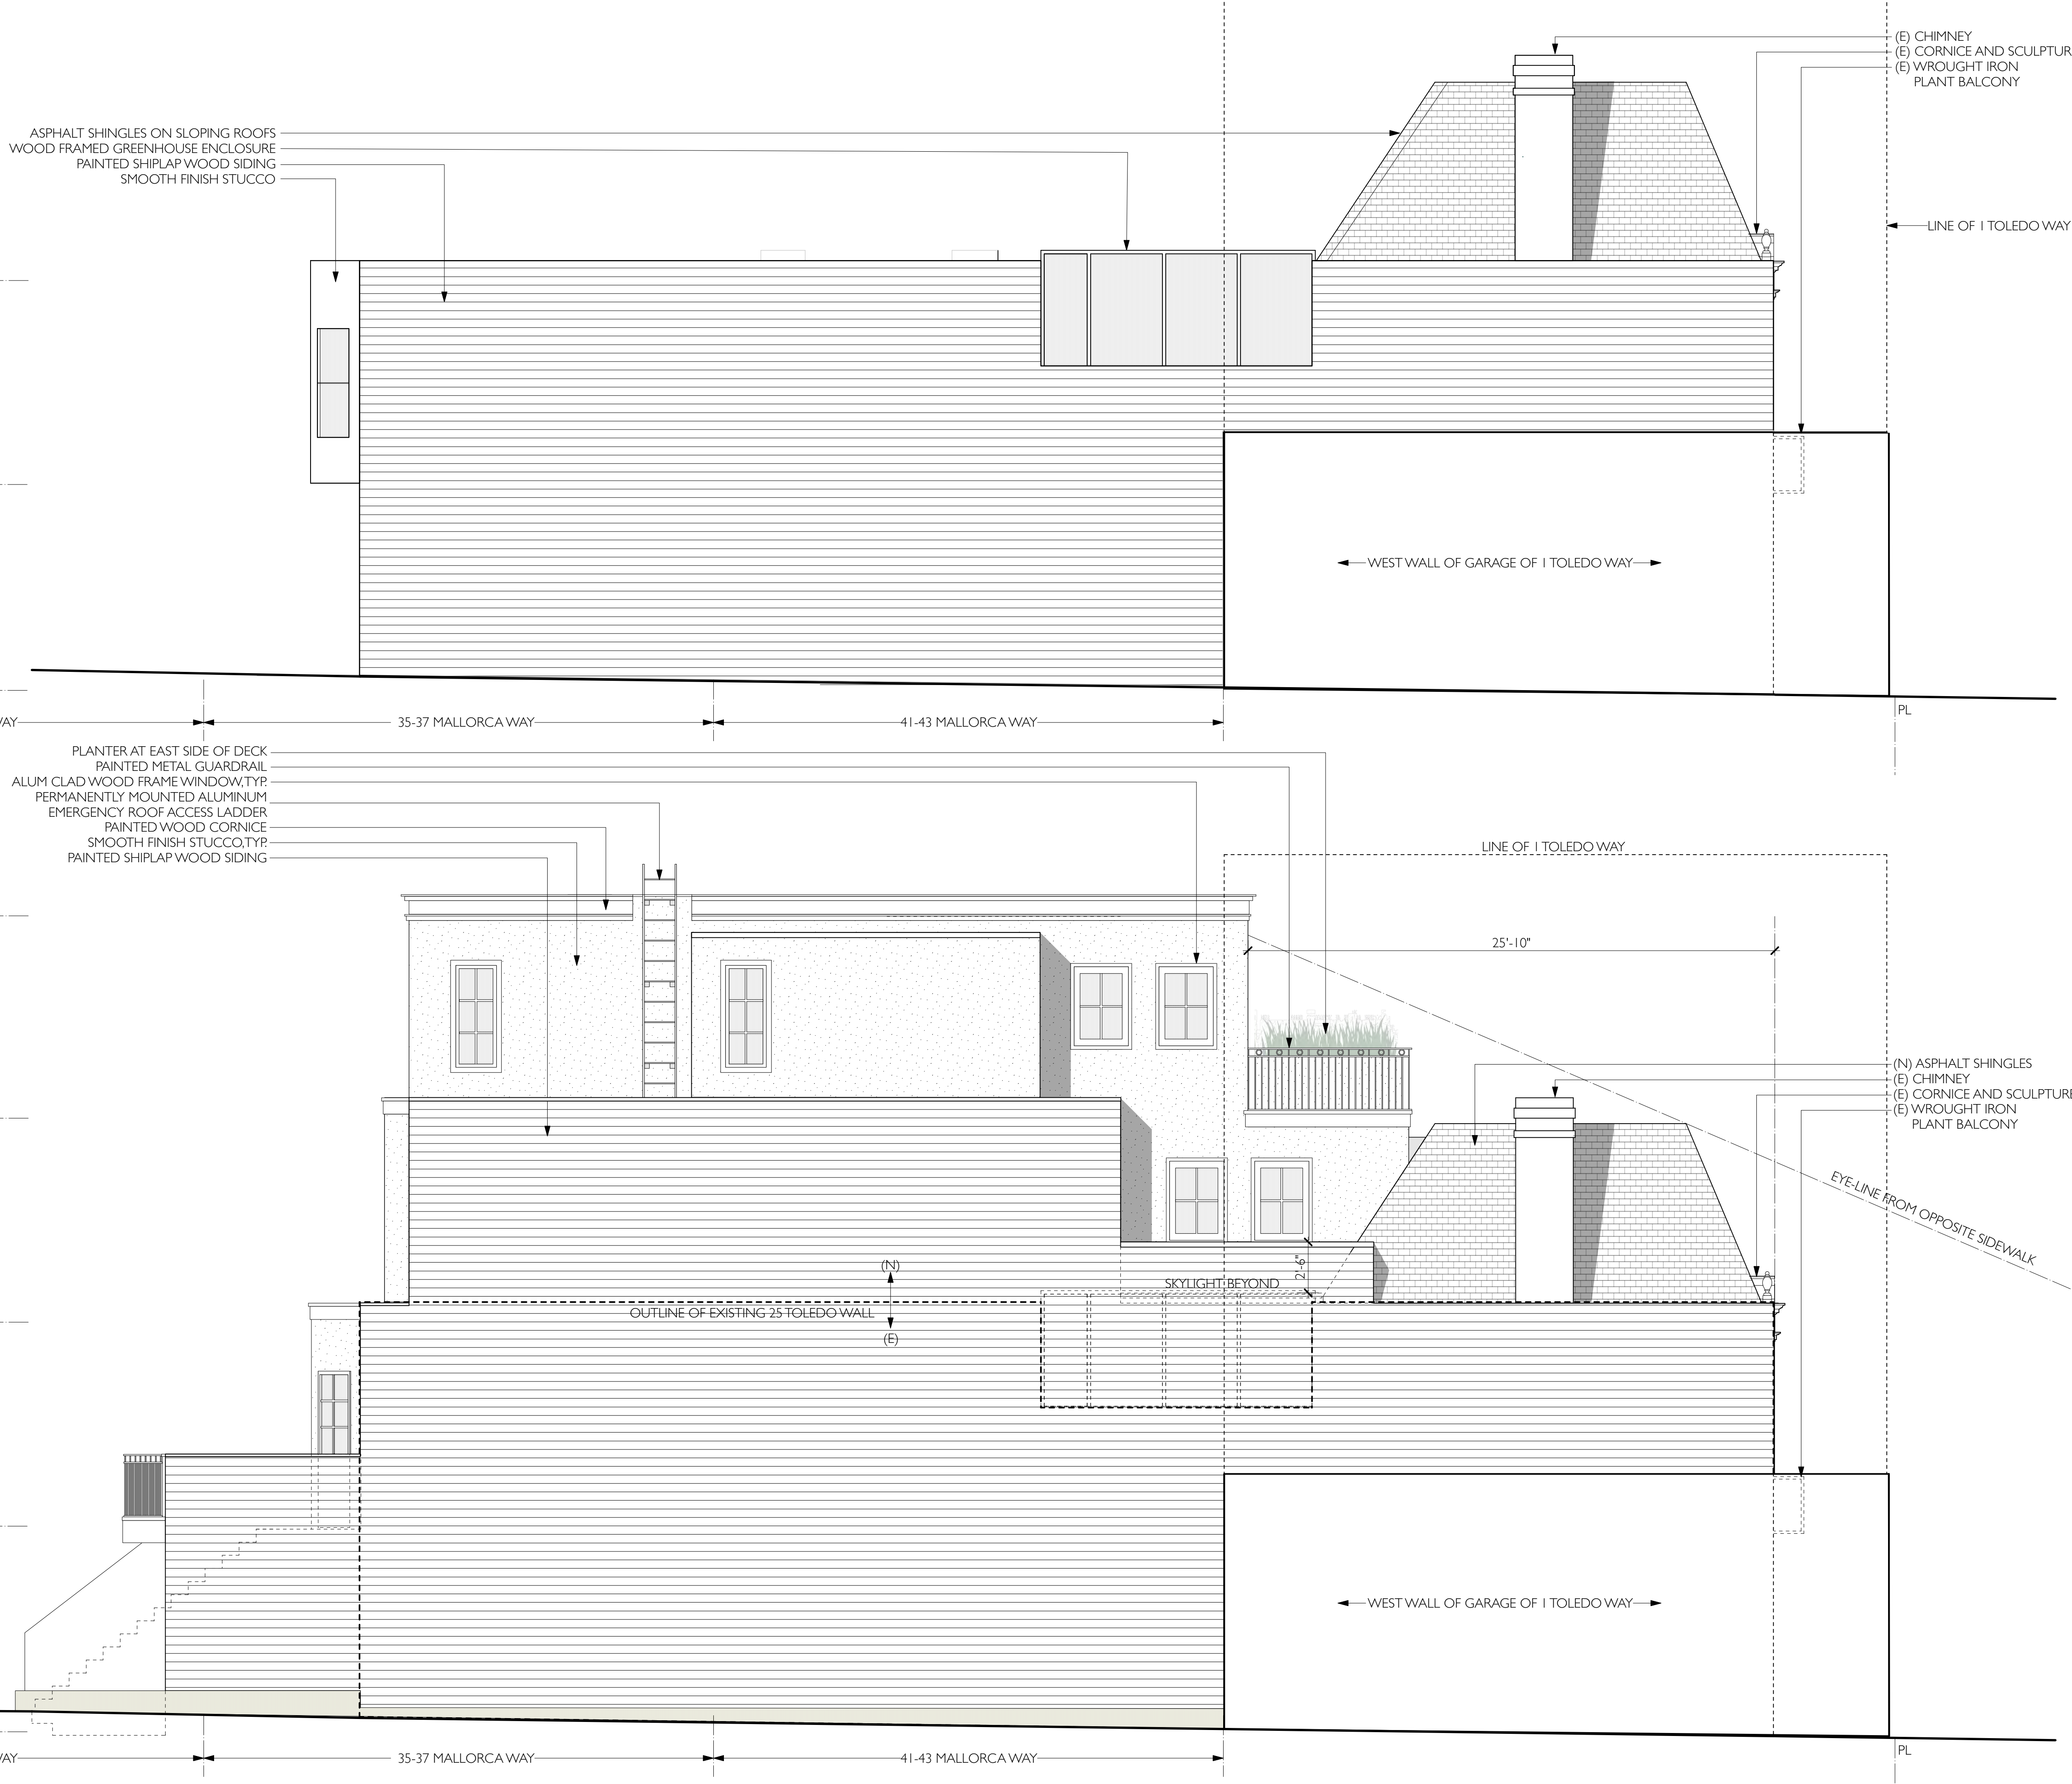 (E) CHIMNEY
(E) CORNICE AND SCULPTUR
(E) WROUGHT IRON
PLANT BALCONY
ASPHALT SHINGLES ON SLOPING ROOFS
WOOD FRAMED GREENHOUSE ENCLOSURE
PAINTED SHIPLAP WOOD SIDING
SMOOTH FINISH STUCCO
LINE OF 1 TOLEDO WAY
WEST WALL OF GARAGE OF 1 TOLEDO WAY
WAY
35-37 MALLORCA WAY
41-43 MALLORCA WAY
PL
PLANTER AT EAST SIDE OF DECK
PAINTED METAL GUARDRAIL
ALUM CLAD WOOD FRAME WINDOW, TYP.
PERMANENTLY MOUNTED ALUMINUM
EMERGENCY ROOF ACCESS LADDER
PAINTED WOOD CORNICE
SMOOTH FINISH STUCCO, TYP.
PAINTED SHIPLAP WOOD SIDING
LINE OF 1 TOLEDO WAY
25'-10"
(N) ASPHALT SHINGLES
(E) CHIMNEY
(E) CORNICE AND SCULPTURE
(E) WROUGHT IRON
PLANT BALCONY
EYE-LINE FROM OPPOSITE SIDEWALK
2'-6"
(N)
SKYLIGHT BEYOND
OUTLINE OF EXISTING 25 TOLEDO WALL
(E)
WEST WALL OF GARAGE OF 1 TOLEDO WAY
WAY
35-37 MALLORCA WAY
41-43 MALLORCA WAY
PL